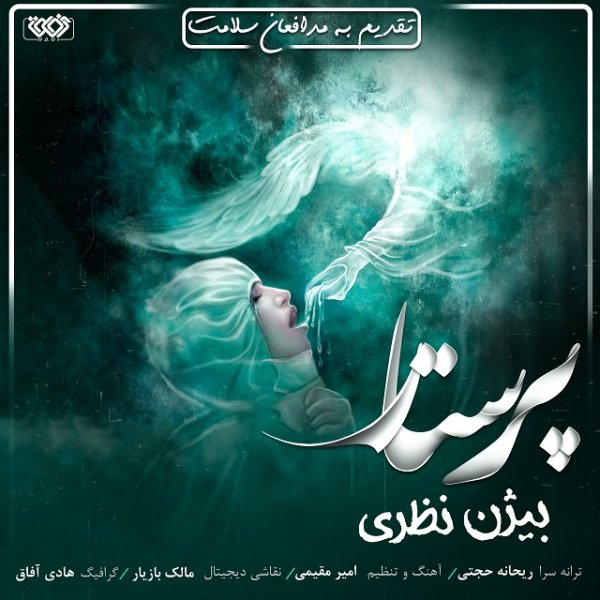 تقدیم به مدافعان سلامت
پرستار
بیژن نظری
ترانه سرا ریحانه حجتی / آهنگ و تنظیم امیر مقیمی / نقاشی دیجیتال مالک بازیار / گرافیگ هادی آفاق